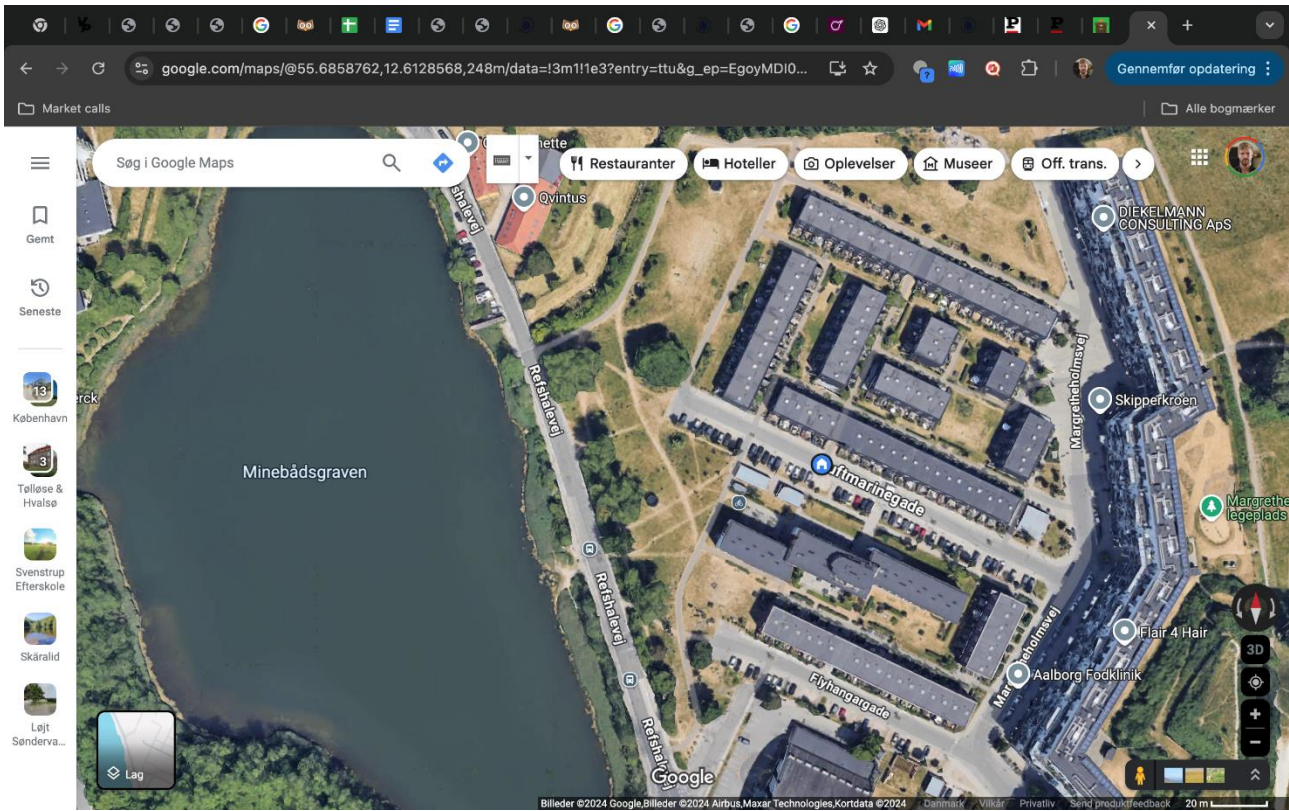 google.com/maps/@55.6858762,12.6128568,248m/data=!3m1!1e3?entry=ttu&g_ep=EgoyMDI0...
Gennemfør opdatering
Market calls
Alle bogmærker
Søg i Google Maps
Restauranter
Hoteller
Oplevelser
Museer
Off. trans.
Gemt
Seneste
13
København
3
Tølløse &
Hvalsø
Svenstrup
Efterskole
Skäralid
Løjt
Sønderva...
Lag
Qvintus
DIEKELMANN
CONSULTING ApS
Refshalevej
Margretheholmsvej
Skipperkroen
Minebådsgraven
Margrethe
legeplads
Refshalevej
Flair 4 Hair
3D
Aalborg Fodklinik
Flyhangargade
Google
Billeder ©2024 Google,Billeder ©2024 Airbus,Maxar Technologies,Kortdata ©2024
Danmark
Vilkår
Privatliv
Send produktfeedback
20 m